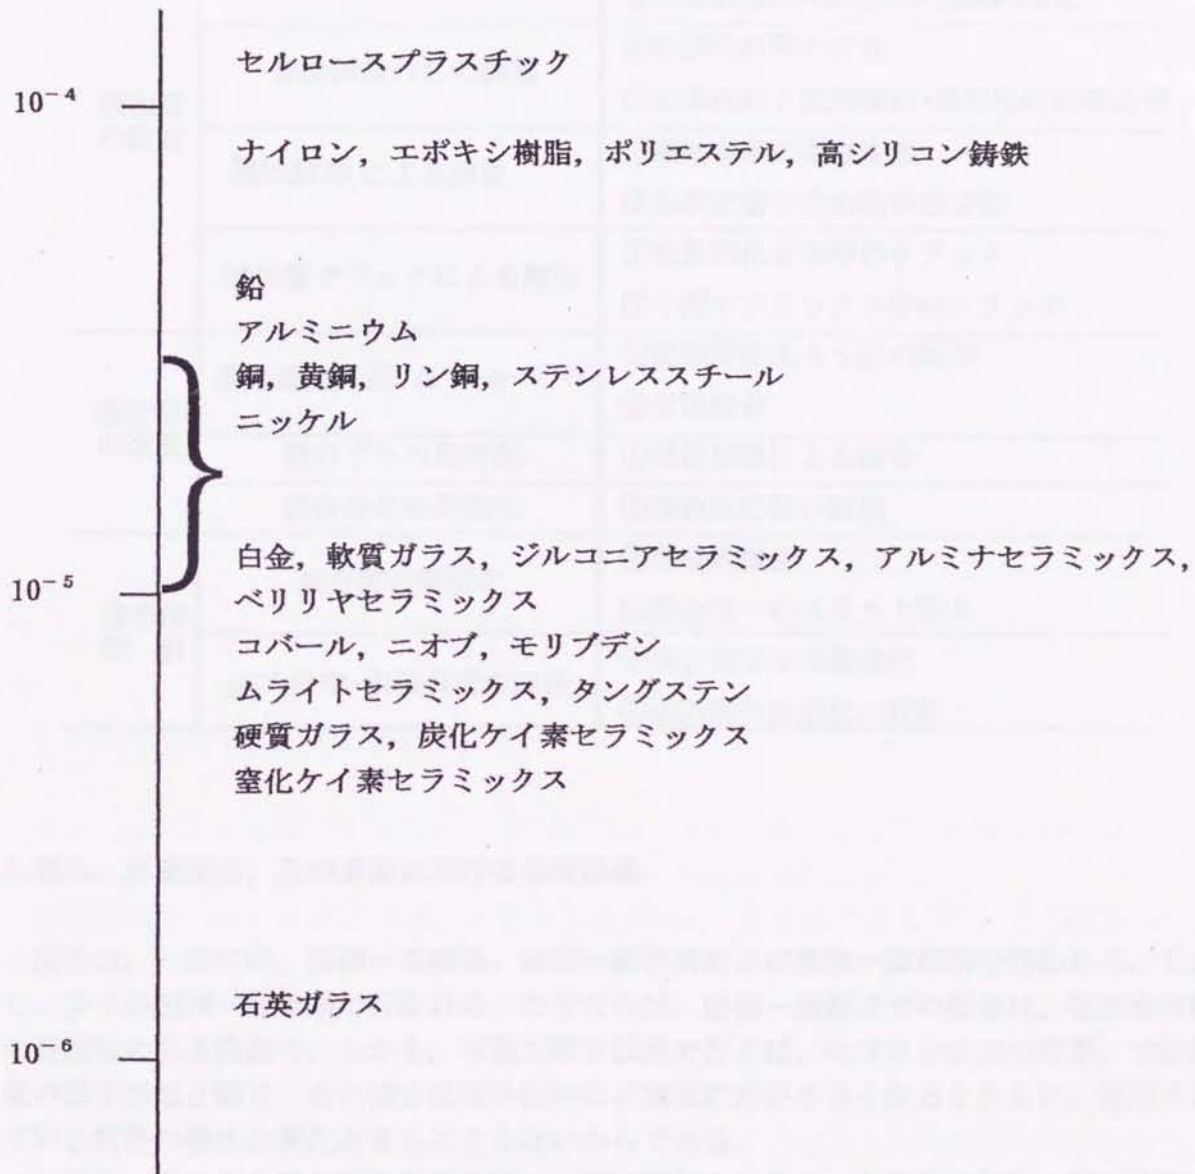 セルロースプラスチック
10⁻⁴
ナイロン，エポキシ樹脂，ポリエステル，高シリコン鋳鉄
鉛
アルミニウム
銅，黄銅，リン銅，ステンレススチール
ニッケル
白金，軟質ガラス，ジルコニアセラミックス，アルミナセラミックス，
10⁻⁵
ベリリヤセラミックス
コバール，ニオブ，モリブデン
ムライトセラミックス，タングステン
硬質ガラス，炭化ケイ素セラミックス
窒化ケイ素セラミックス
石英ガラス
10⁻⁶